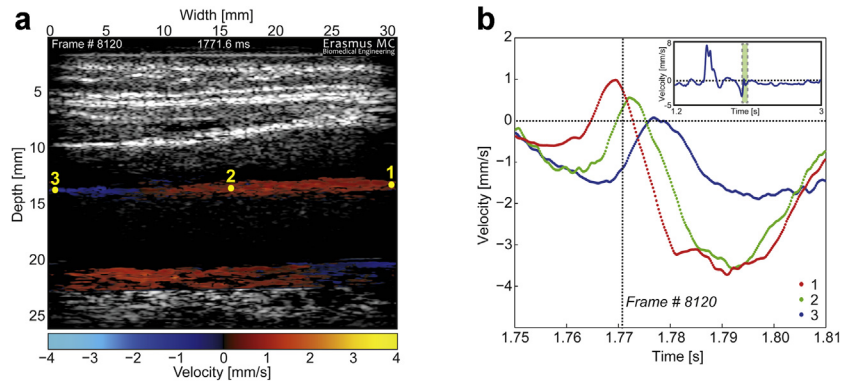 a
Width [mm]
0 5 10 15 20 25 30
Frame # 8120 1771.6 ms Erasmus MC
Biomedical Engineering
5
10
15
20
25
Depth [mm]
3 2 1
−4 −3 −2 −1 0 1 2 3 4
Velocity [mm/s]
b
2
1
0
−1
−2
−3
−4
Velocity [mm/s]
8
0
−5
Velocity [mm/s]
1.2 3
Time [s]
Frame # 8120
1
2
3
1.75 1.76 1.77 1.78 1.79 1.80 1.81
Time [s]